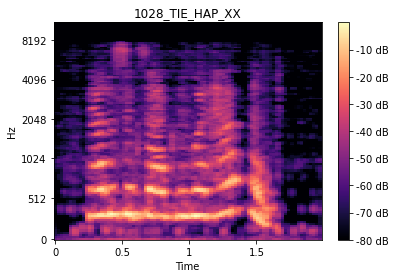 1028_TIE_HAP_XX
8192
4096
2048
1024
512
0
Hz
0
0.5
1
1.5
Time
-10 dB
-20 dB
-30 dB
-40 dB
-50 dB
-60 dB
-70 dB
-80 dB